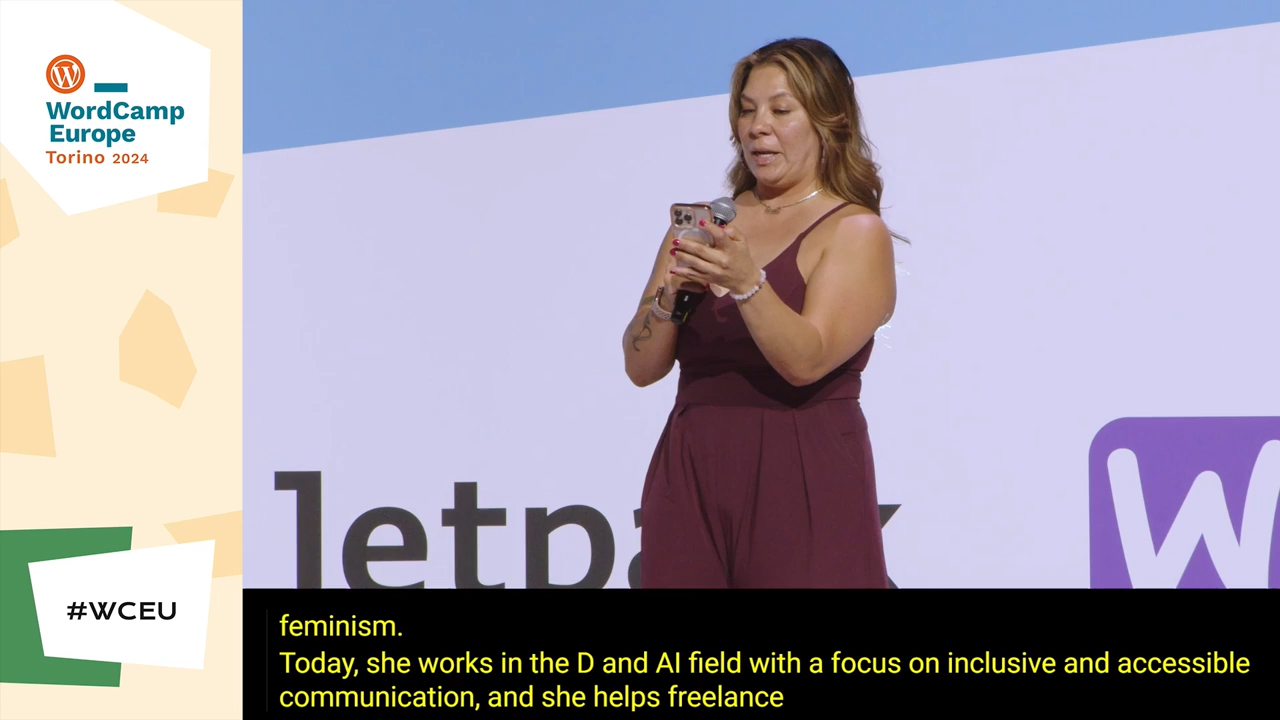 WordCamp
Europe
Torino 2024
#WCEU
feminism.
Today, she works in the D and AI field with a focus on inclusive and accessible
communication, and she helps freelance